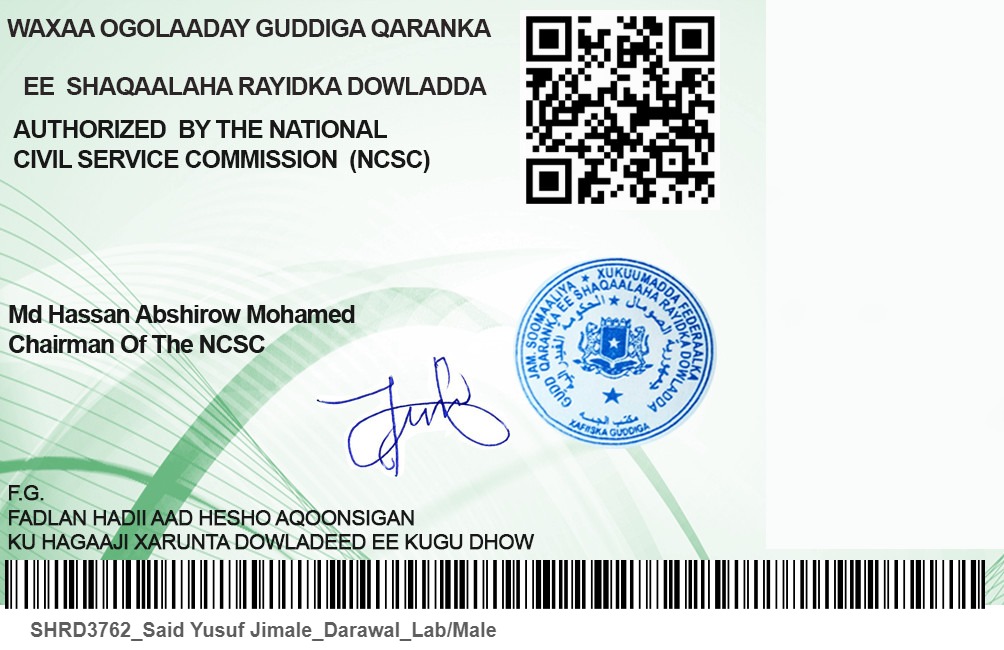 WAXAA OGOLAADAY GUDDIGA QARANKA
EE SHAQAALAHA RAYIDKA DOWLADDA
AUTHORIZED BY THE NATIONAL
CIVIL SERVICE COMMISSION (NCSC)
JAM. SOOMAALIYA ★ XUKUUMADDA FEDERAALKA
GUDD QARANKA EE SHAQAALAHA RAYIDKA DOWLADDA
XAFIISKA GUDDIGA
Md Hassan Abshirow Mohamed
Chairman Of The NCSC
F.G.
FADLAN HADII AAD HESHO AQOONSIGAN
KU HAGAAJI XARUNTA DOWLADEED EE KUGU DHOW
SHRD3762_Said Yusuf Jimale_Darawal_Lab/Male